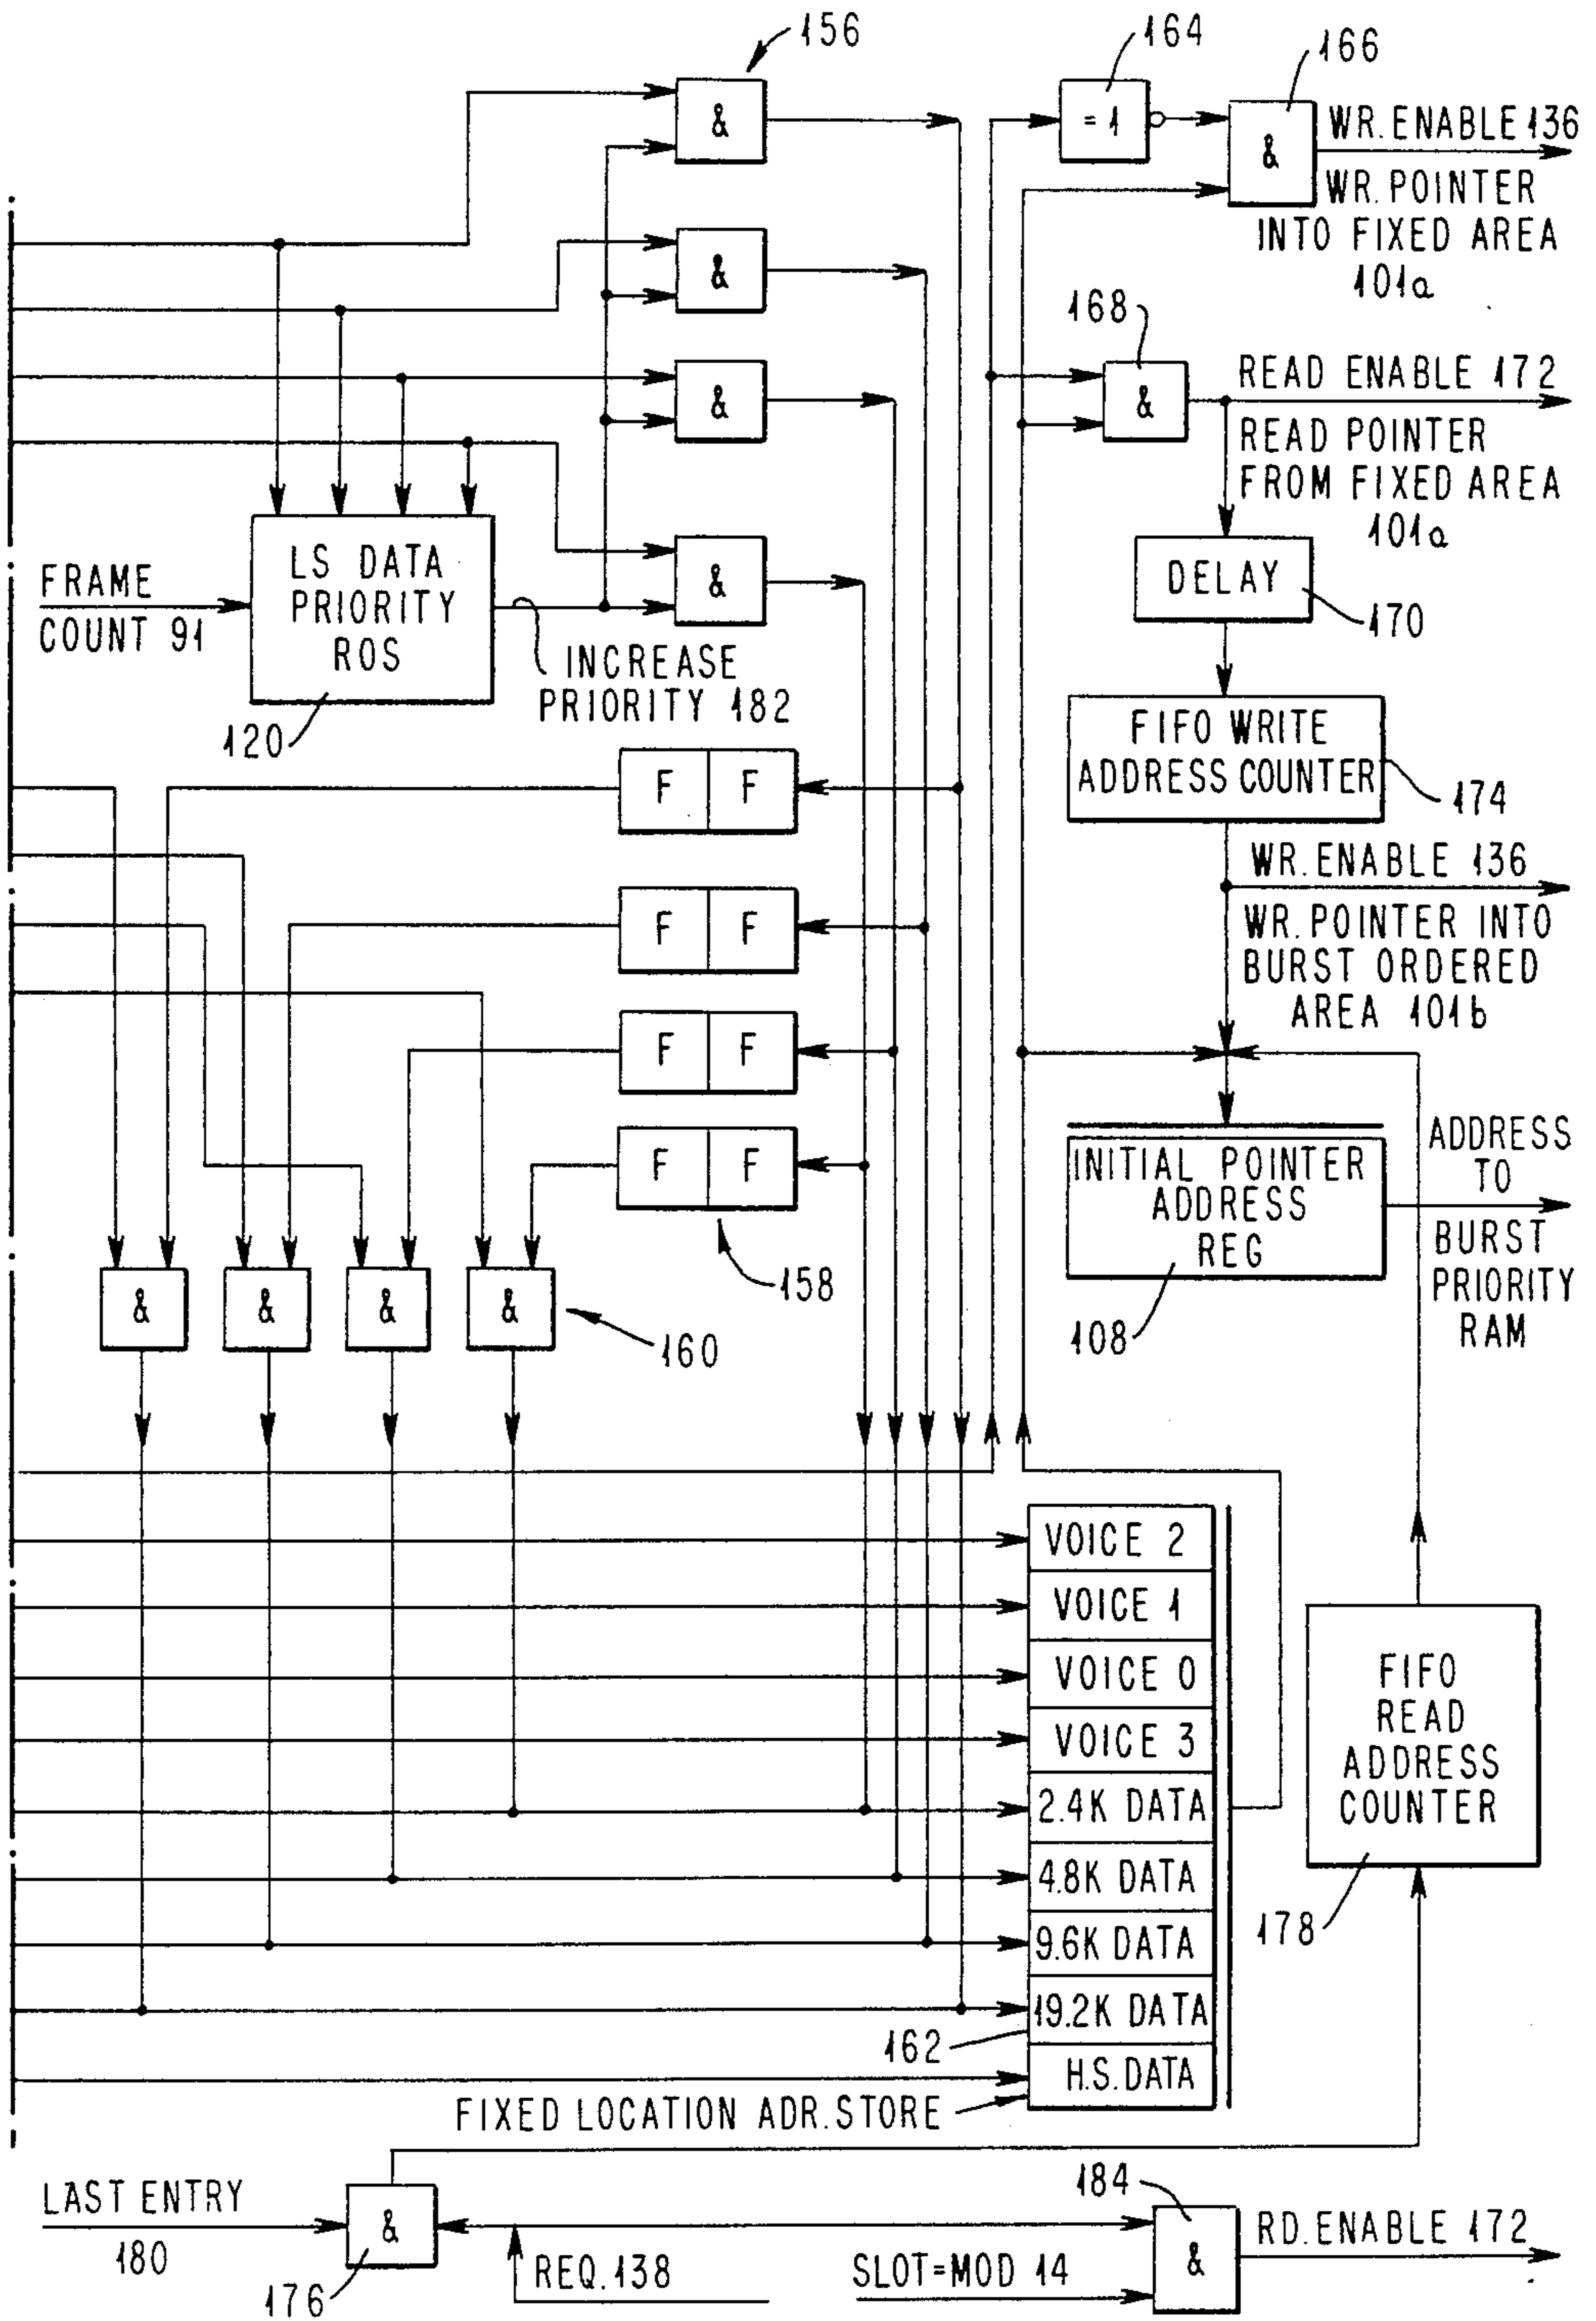 156
164
166
&
= 1
&
WR. ENABLE 136
WR. POINTER
INTO FIXED AREA
101a
&
168
&
READ ENABLE 172
READ POINTER
FROM FIXED AREA
101a
&
FRAME
COUNT 91
LS DATA
PRIORITY
ROS
120
&
INCREASE
PRIORITY 182
DELAY
170
FIFO WRITE
ADDRESS COUNTER
174
F F
WR. ENABLE 136
WR. POINTER INTO
BURST ORDERED
AREA 101b
F F
F F
F F
158
INITIAL POINTER
ADDRESS
REG
108
ADDRESS
TO
BURST
PRIORITY
RAM
&
&
&
&
160
VOICE 2
VOICE 1
VOICE 0
VOICE 3
2.4K DATA
4.8K DATA
9.6K DATA
19.2K DATA
H.S. DATA
162
FIXED LOCATION ADR. STORE
FIFO
READ
ADDRESS
COUNTER
178
LAST ENTRY
180
&
176
REQ. 138
SLOT=MOD 14
184
&
RD. ENABLE 172